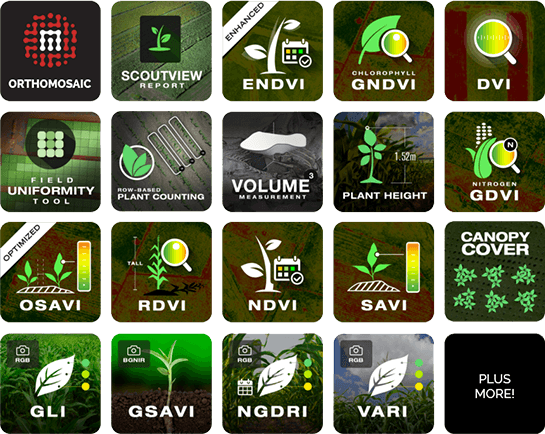 ORTHOMOSAIC
SCOUTVIEW
REPORT
ENHANCED
ENDVI
CHLOROPHYLL
GNDVI
DVI
FIELD
UNIFORMITY
TOOL
ROW-BASED
PLANT COUNTING
VOLUME3
MEASUREMENT
1.52m
PLANT HEIGHT
N
NITROGEN
GDVI
OPTIMIZED
OSAVI
TALL
RDVI
NDVI
SAVI
CANOPY
COVER
RGB
GLI
BGNIR
GSAVI
RGB
NGDRI
RGB
VARI
PLUS
MORE!